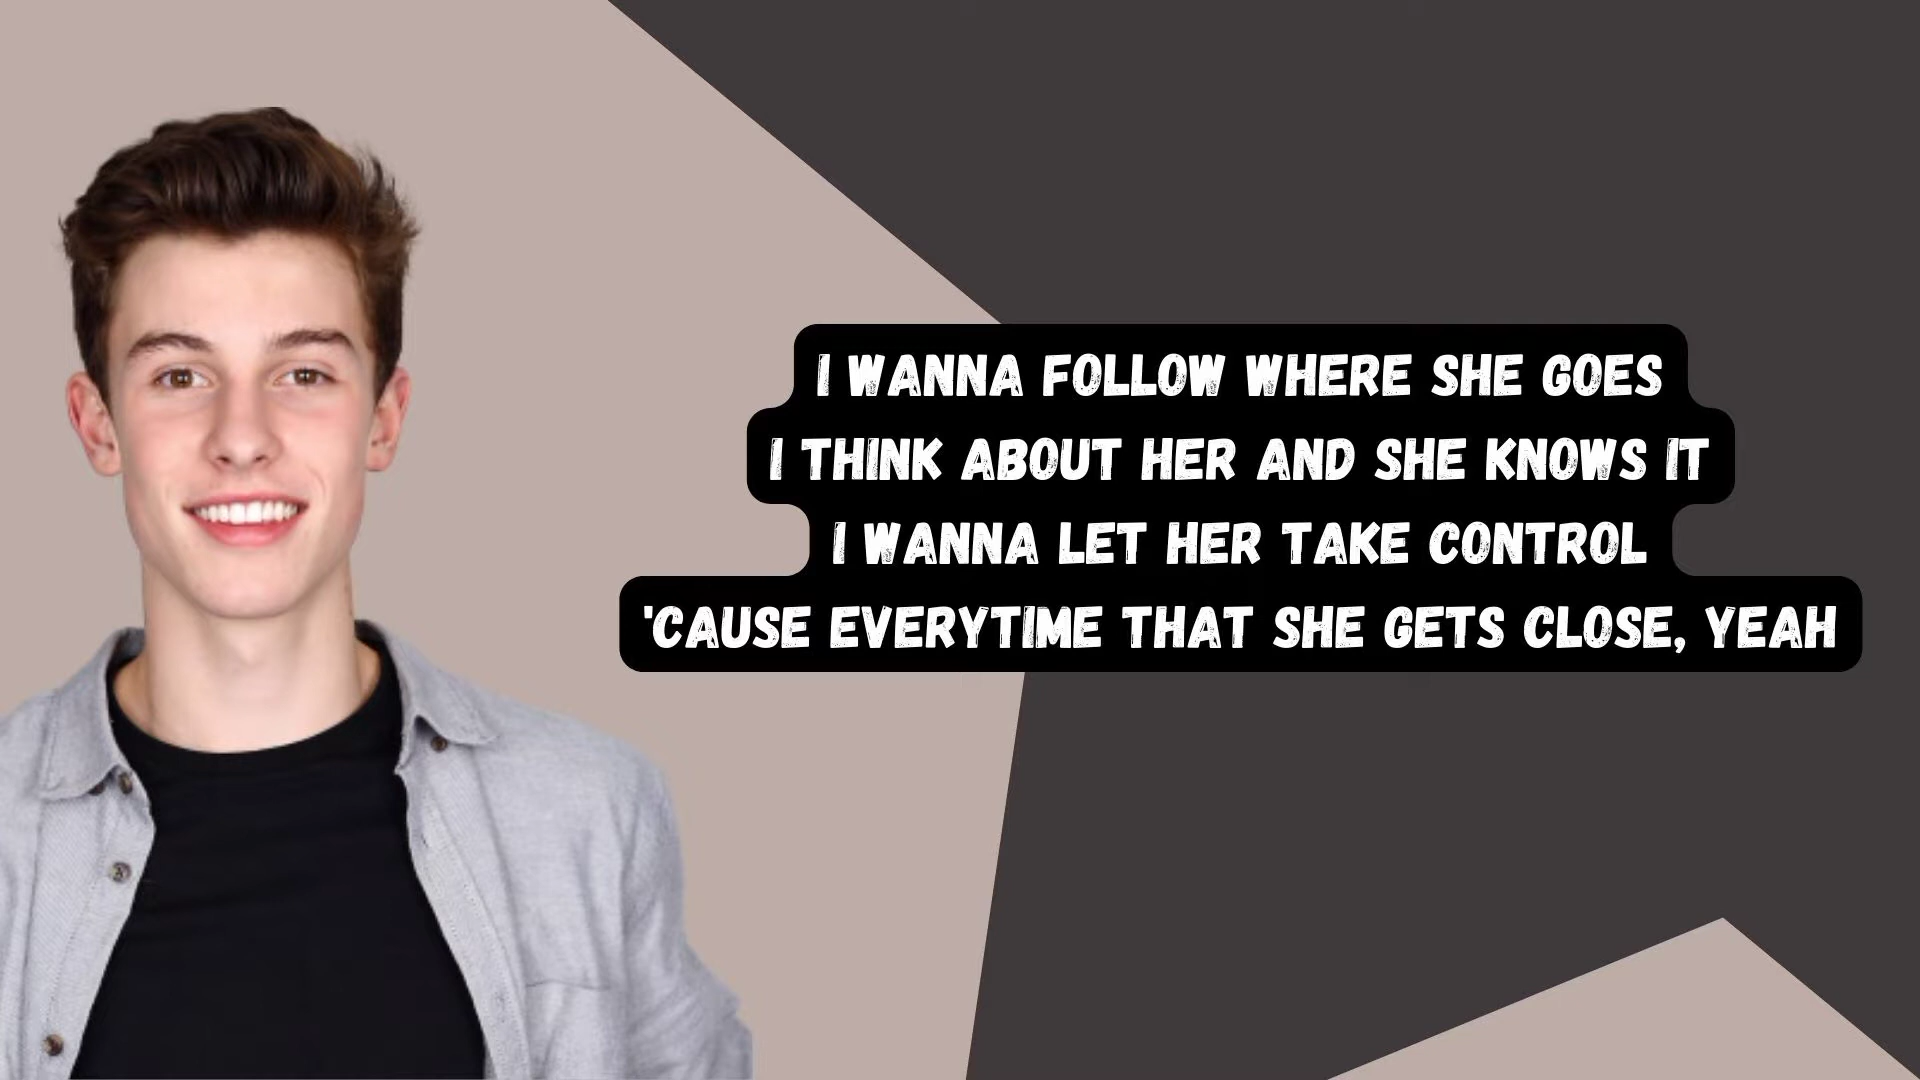 I WANNA FOLLOW WHERE SHE GOES
I THINK ABOUT HER AND SHE KNOWS IT
I WANNA LET HER TAKE CONTROL
'CAUSE EVERYTIME THAT SHE GETS CLOSE, YEAH